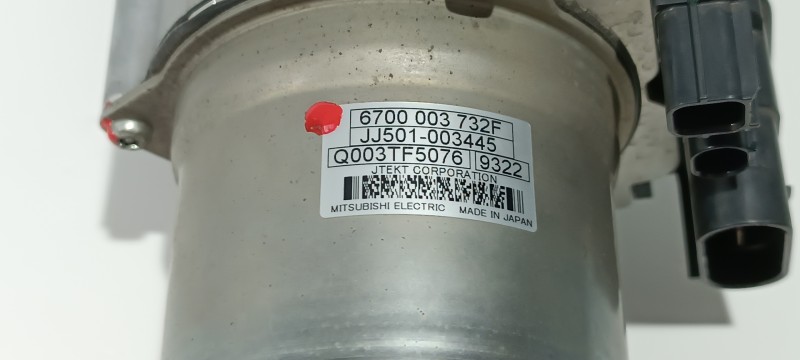 6700 003 732F
JJ501-003445
Q003TF5076 9322
JTEKT CORPORATION
MITSUBISHI ELECTRIC MADE IN JAPAN